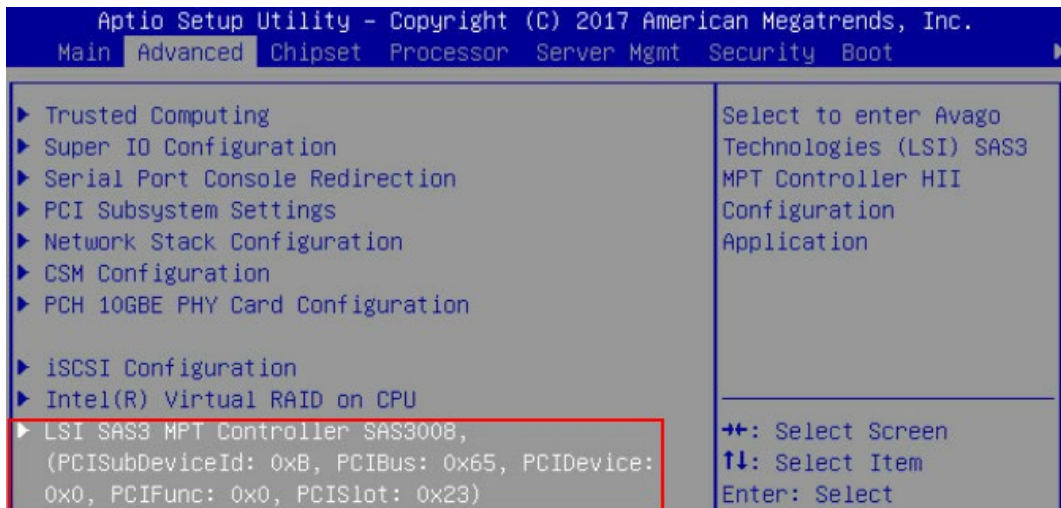 Aptio Setup Utility – Copyright (C) 2017 American Megatrends, Inc.
Main Advanced Chipset Processor Server Mgmt Security Boot
Trusted Computing
Super IO Configuration
Serial Port Console Redirection
PCI Subsystem Settings
Network Stack Configuration
CSM Configuration
PCH 10GBE PHY Card Configuration
iSCSI Configuration
Intel(R) Virtual RAID on CPU
LSI SAS3 MPT Controller SAS3008,
(PCISubDeviceId: 0xB, PCIBus: 0x65, PCIDevice:
0x0, PCIFunc: 0x0, PCISlot: 0x23)
Select to enter Avago
Technologies (LSI) SAS3
MPT Controller HII
Configuration
Application
→←: Select Screen
↑↓: Select Item
Enter: Select